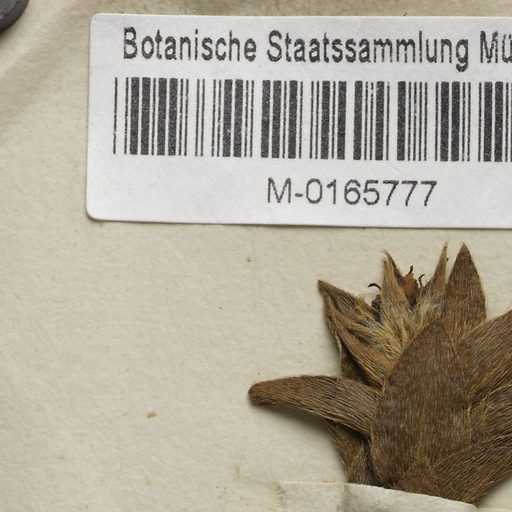 Botanische Staatssammlung Mü
M-0165777